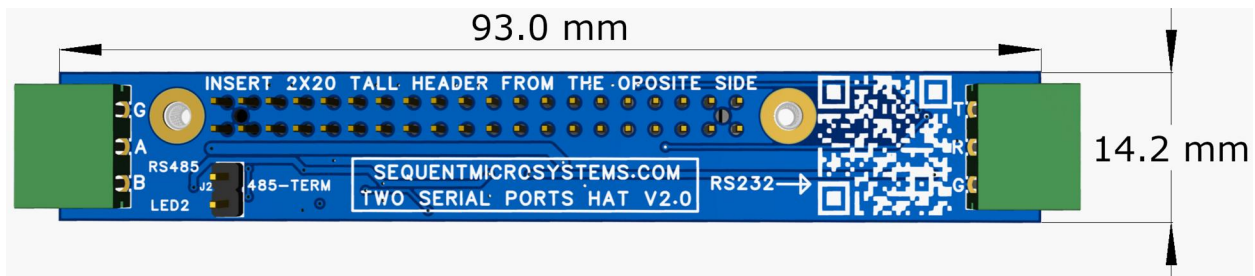 93.0 mm
INSERT 2X20 TALL HEADER FROM THE OPOSITE SIDE
G
A
B
RS485
LED2
J2
485-TERM
SEQUENTMICROSYSTEMS.COM
TWO SERIAL PORTS HAT V2.0
RS232
T
R
G
14.2 mm